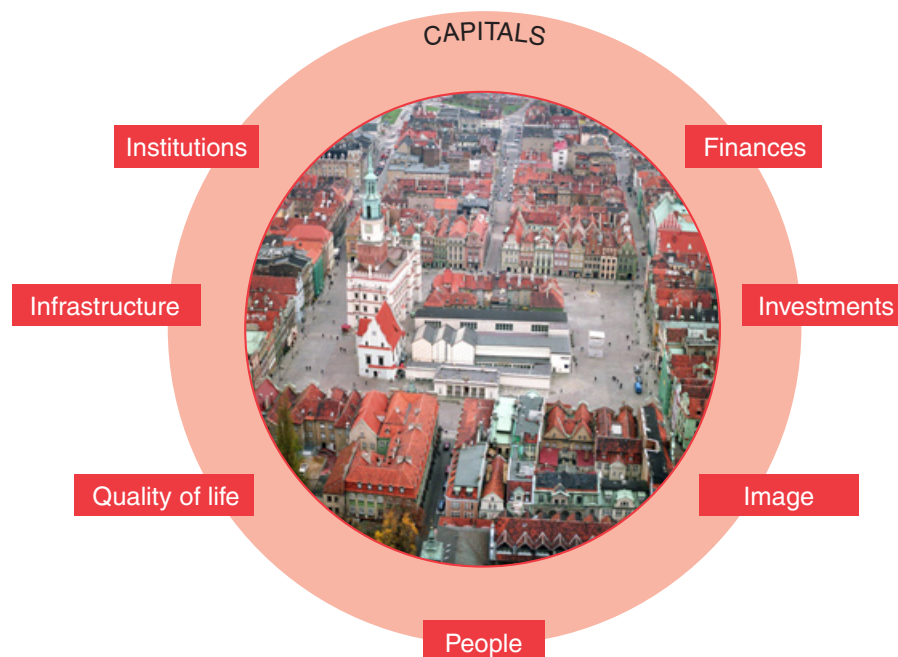 CAPITALS
Institutions
Finances
Infrastructure
Investments
Quality of life
Image
People